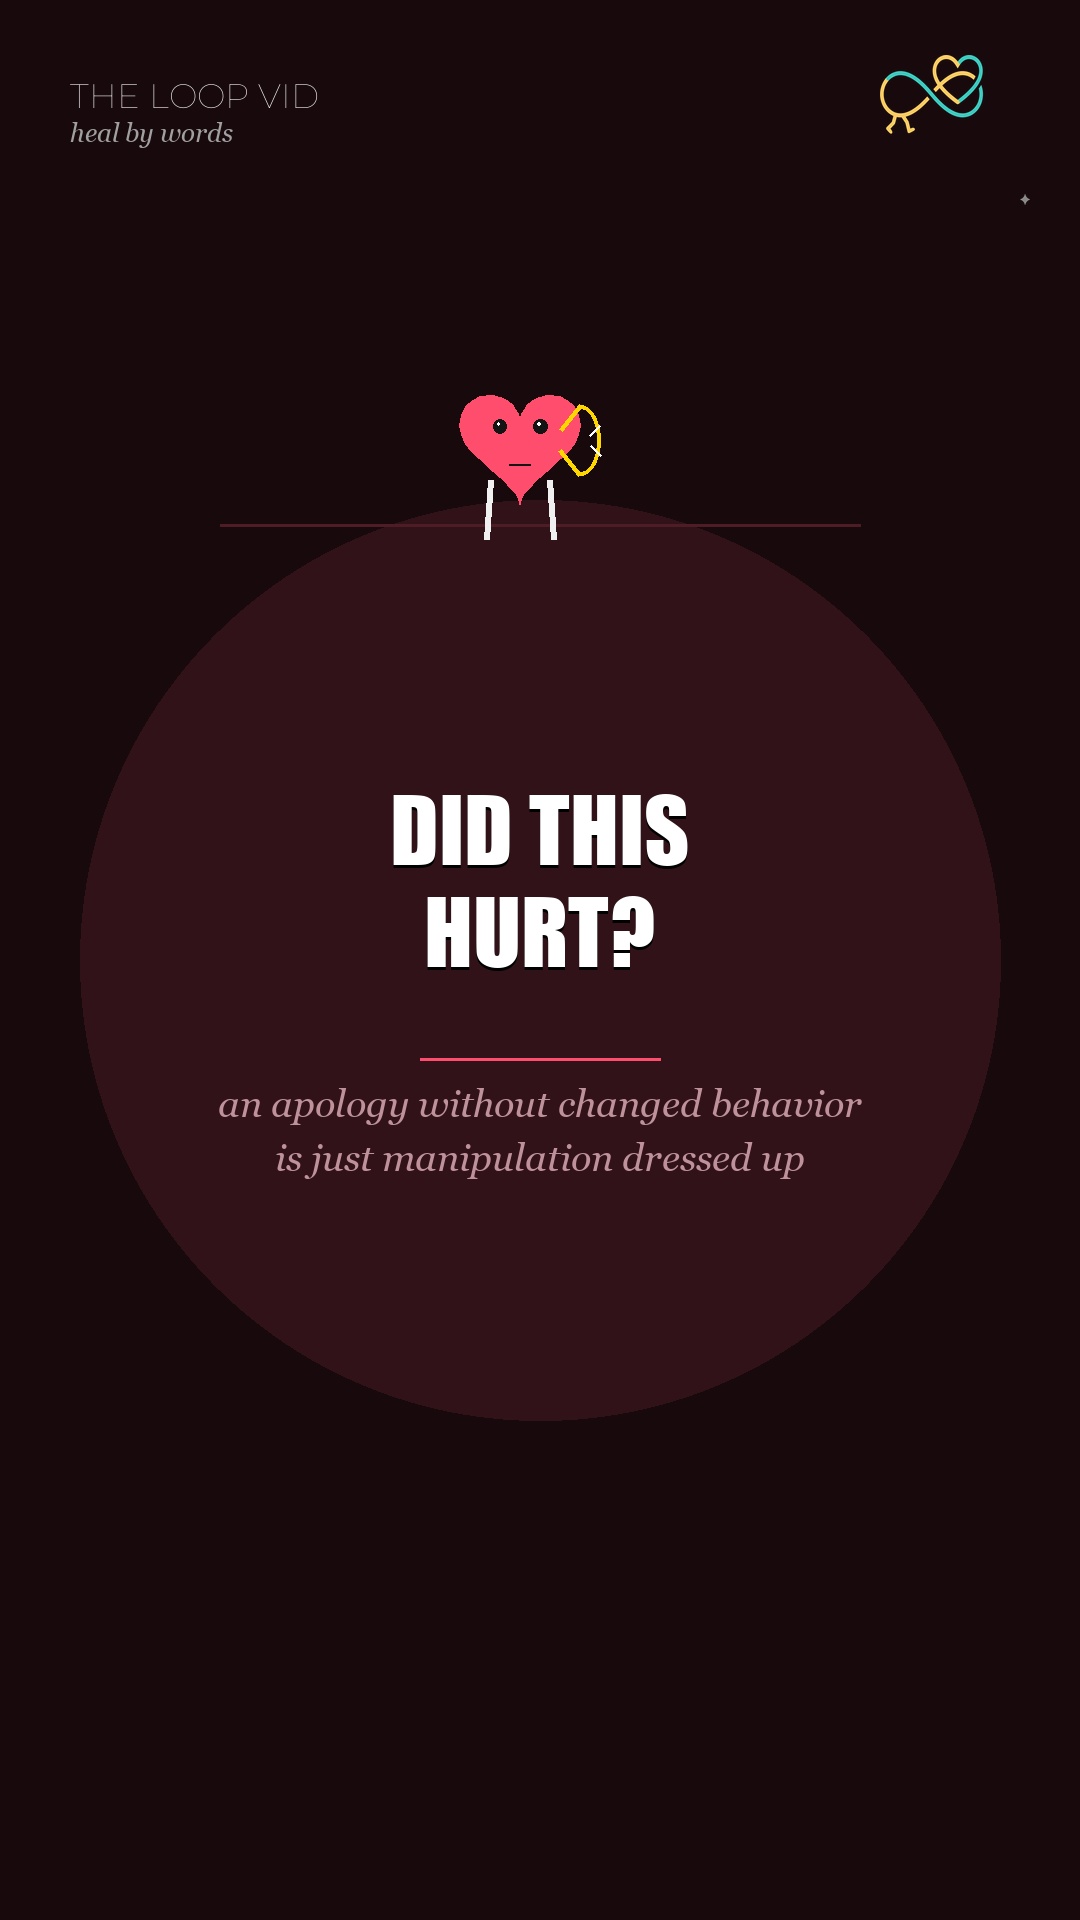 THE LOOP VID
heal by words
DID THIS
HURT?
an apology without changed behavior
is just manipulation dressed up